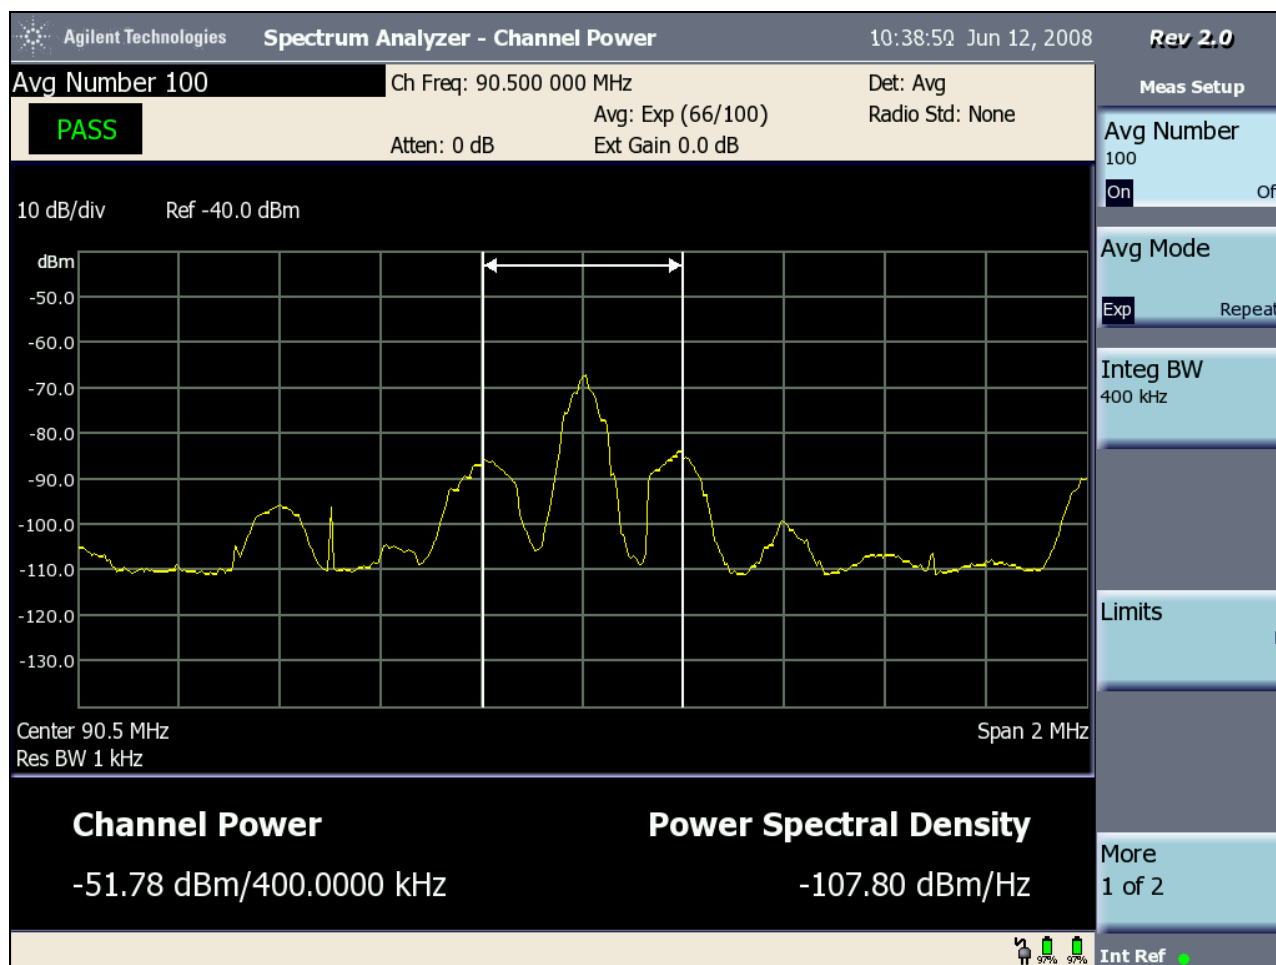 Agilent Technologies Spectrum Analyzer - Channel Power 10:38:59 Jun 12, 2008 Rev 2.0
Avg Number 100 Ch Freq: 90.500 000 MHz Det: Avg Meas Setup
PASS Avg: Exp (66/100) Radio Std: None
Atten: 0 dB Ext Gain 0.0 dB
Avg Number
100
On Of
10 dB/div Ref -40.0 dBm
Avg Mode
Exp Repeat
dBm
-50.0
-60.0
-70.0
-80.0
-90.0
-100.0
-110.0
-120.0
-130.0
Integ BW
400 kHz
Limits
Center 90.5 MHz Span 2 MHz
Res BW 1 kHz
Channel Power Power Spectral Density
-51.78 dBm/400.0000 kHz -107.80 dBm/Hz
More
1 of 2
97% 97% Int Ref